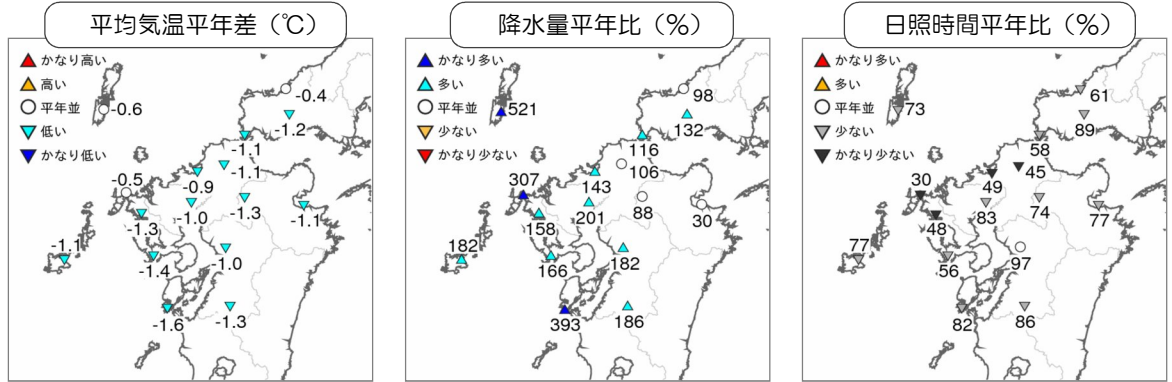 平均気温平年差（℃）
かなり高い
高い
平年並
低い
かなり低い
-0.6
-0.4
-1.2
-1.1
-1.1
-0.9
-0.5
-1.0
-1.3
-1.1
-1.3
-1.1
-1.4
-1.0
-1.6
-1.3
降水量平年比（％）
かなり多い
多い
平年並
少ない
かなり少ない
521
98
132
116
106
143
307
201
88
30
158
182
166
182
393
186
日照時間平年比（％）
かなり多い
多い
平年並
少ない
かなり少ない
73
61
89
58
45
49
30
83
74
77
48
77
56
97
82
86